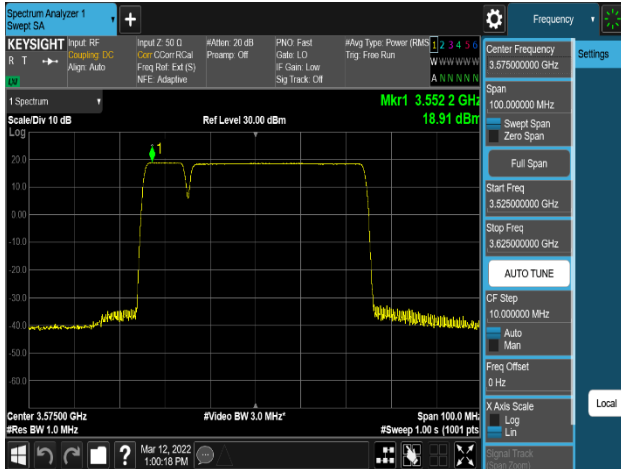 Spectrum Analyzer 1
Swept SA
+
Frequency
KEYSIGHT
R T
LV
Input: RF
Coupling: DC
Align: Auto
Input Z: 50 Ω
Corr CCorr RCal
Freq Ref: Ext (S)
NFE: Adaptive
#Atten: 20 dB
Preamp: Off
PNO: Fast
Gate: LO
IF Gain: Low
Sig Track: Off
#Avg Type: Power (RMS
Trig: Free Run
1 2 3 4 5 6
W W W W W W
A N N N N N
Center Frequency
3.575000000 GHz
Settings
1 Spectrum
Scale/Div 10 dB
Log
Ref Level 30.00 dBm
Mkr1 3.552 2 GHz
18.91 dBm
1
20.0
10.0
0.00
-10.0
-20.0
-30.0
-40.0
-50.0
-60.0
Span
100.000000 MHz
Swept Span
Zero Span
Full Span
Start Freq
3.525000000 GHz
Stop Freq
3.625000000 GHz
AUTO TUNE
CF Step
10.000000 MHz
Auto
Man
Freq Offset
0 Hz
X Axis Scale
Log
Lin
Local
Signal Track
(Span Zoom)
Center 3.57500 GHz
#Res BW 1.0 MHz
#Video BW 3.0 MHz*
Span 100.0 MHz
#Sweep 1.00 s (1001 pts
?
Mar 12, 2022
1:00:18 PM